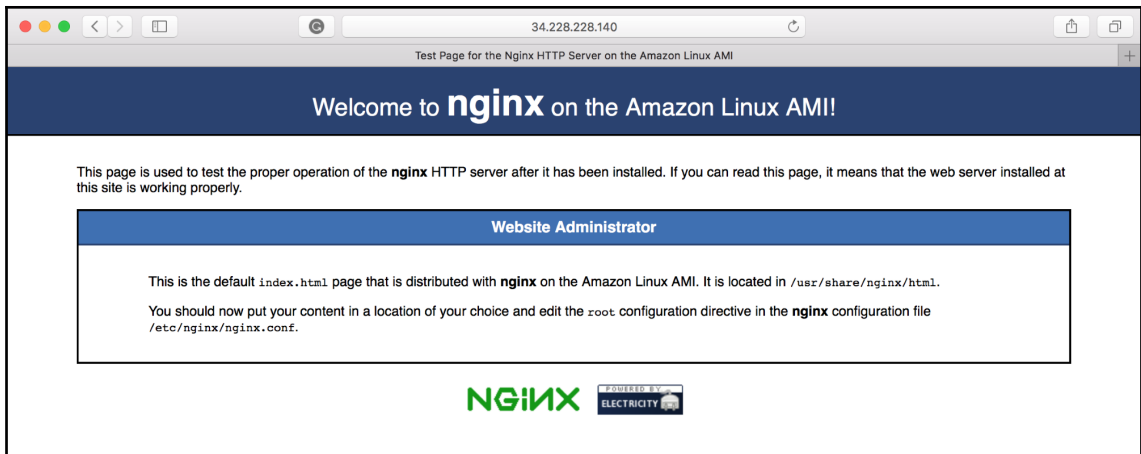 34.228.228.140
Test Page for the Nginx HTTP Server on the Amazon Linux AMI
Welcome to nginx on the Amazon Linux AMI!
This page is used to test the proper operation of the nginx HTTP server after it has been installed. If you can read this page, it means that the web server installed at
this site is working properly.
Website Administrator
This is the default index.html page that is distributed with nginx on the Amazon Linux AMI. It is located in /usr/share/nginx/html.
You should now put your content in a location of your choice and edit the root configuration directive in the nginx configuration file
/etc/nginx/nginx.conf.
NGINX
POWERED BY
ELECTRICITY